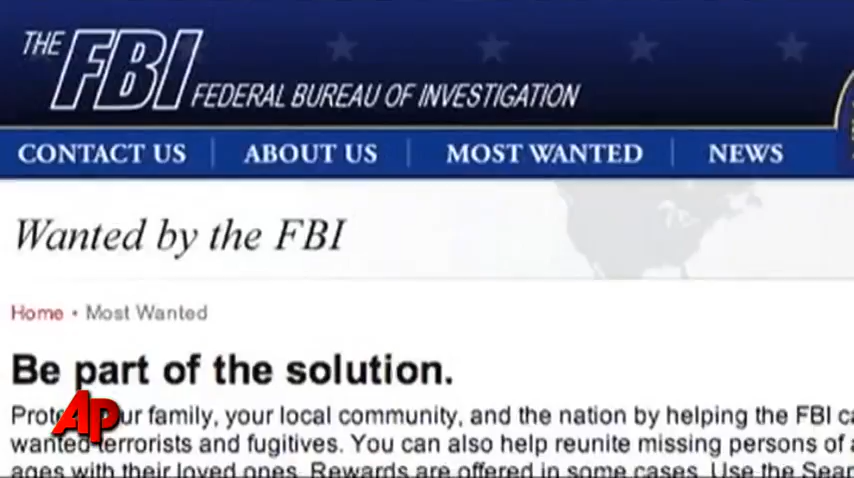 THE FBI FEDERAL BUREAU OF INVESTIGATION
CONTACT US ABOUT US MOST WANTED NEWS
Wanted by the FBI
Home • Most Wanted
Be part of the solution.
AP
ur family, your local community, and the nation by helping the FBI ca
wanted terrorists and fugitives. You can also help reunite missing persons of a
ages with their loved ones. Rewards are offered in some cases. Use the Sear